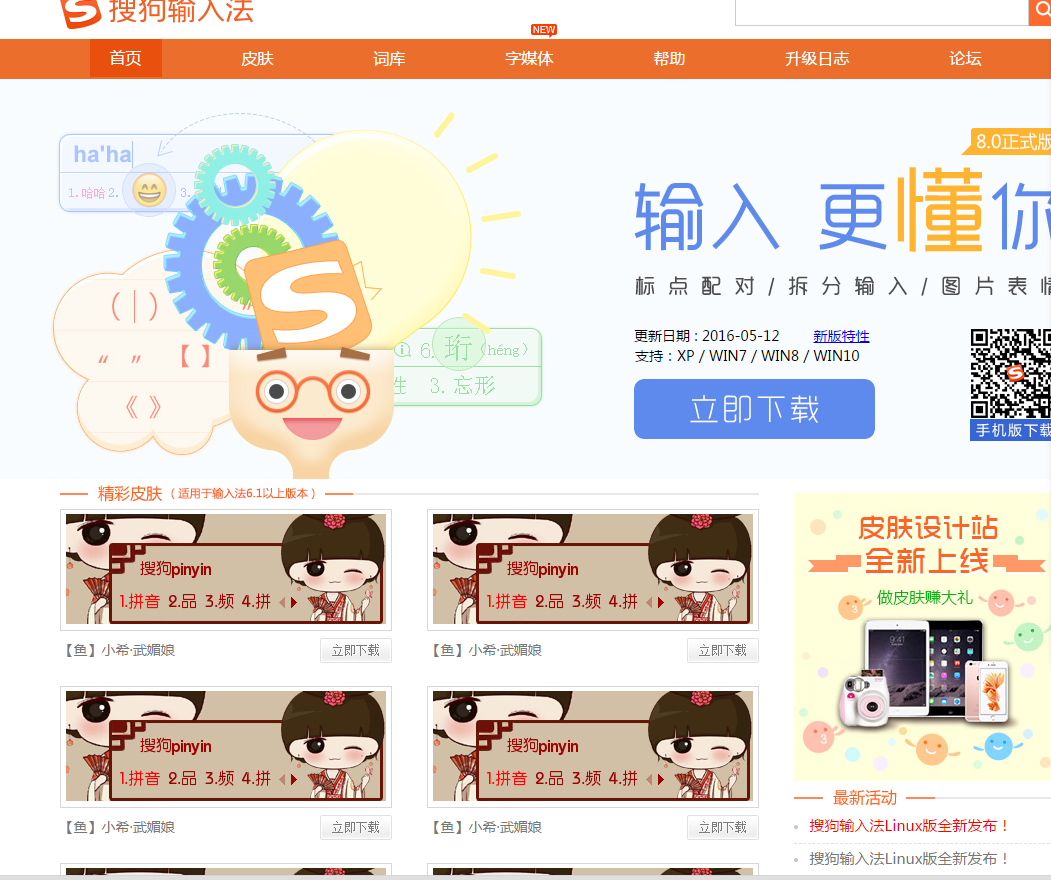 搜狗输入法
NEW
首页 皮肤 词库 字媒体 帮助 升级日志 论坛
ha'ha
1.哈哈 2. 3.
( | )
“ ” 【 】
《 》
6. 珩 (héng)
性 3. 忘形
8.0正式版
输入 更懂你
标点配对/拆分输入/图片表情
更新日期:2016-05-12 新版特性
支持:XP / WIN7 / WIN8 / WIN10
立即下载
手机版下载
精彩皮肤 ( 适用于输入法6.1以上版本 )
搜狗pinyin
1.拼音 2.品 3.频 4.拼
【鱼】小希·武媚娘
立即下载
搜狗pinyin
1.拼音 2.品 3.频 4.拼
【鱼】小希·武媚娘
立即下载
搜狗pinyin
1.拼音 2.品 3.频 4.拼
【鱼】小希·武媚娘
立即下载
搜狗pinyin
1.拼音 2.品 3.频 4.拼
【鱼】小希·武媚娘
立即下载
皮肤设计站
全新上线
做皮肤赚大礼
3
9:41
3
最新活动
搜狗输入法Linux版全新发布!
搜狗输入法Linux版全新发布!